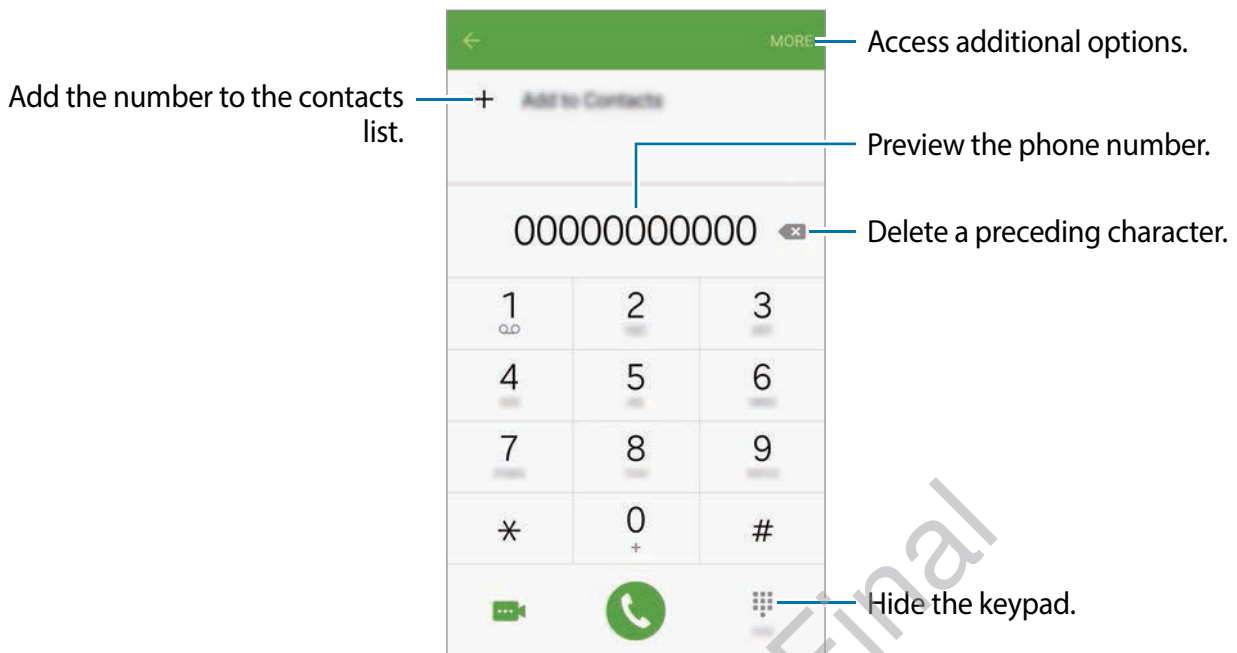 MORE
Access additional options.
Add the number to the contacts
list.
Add to Contacts
Preview the phone number.
00000000000
Delete a preceding character.
1 2 3
4 5 6
7 8 9
* 0 #
+
Hide the keypad.
Final